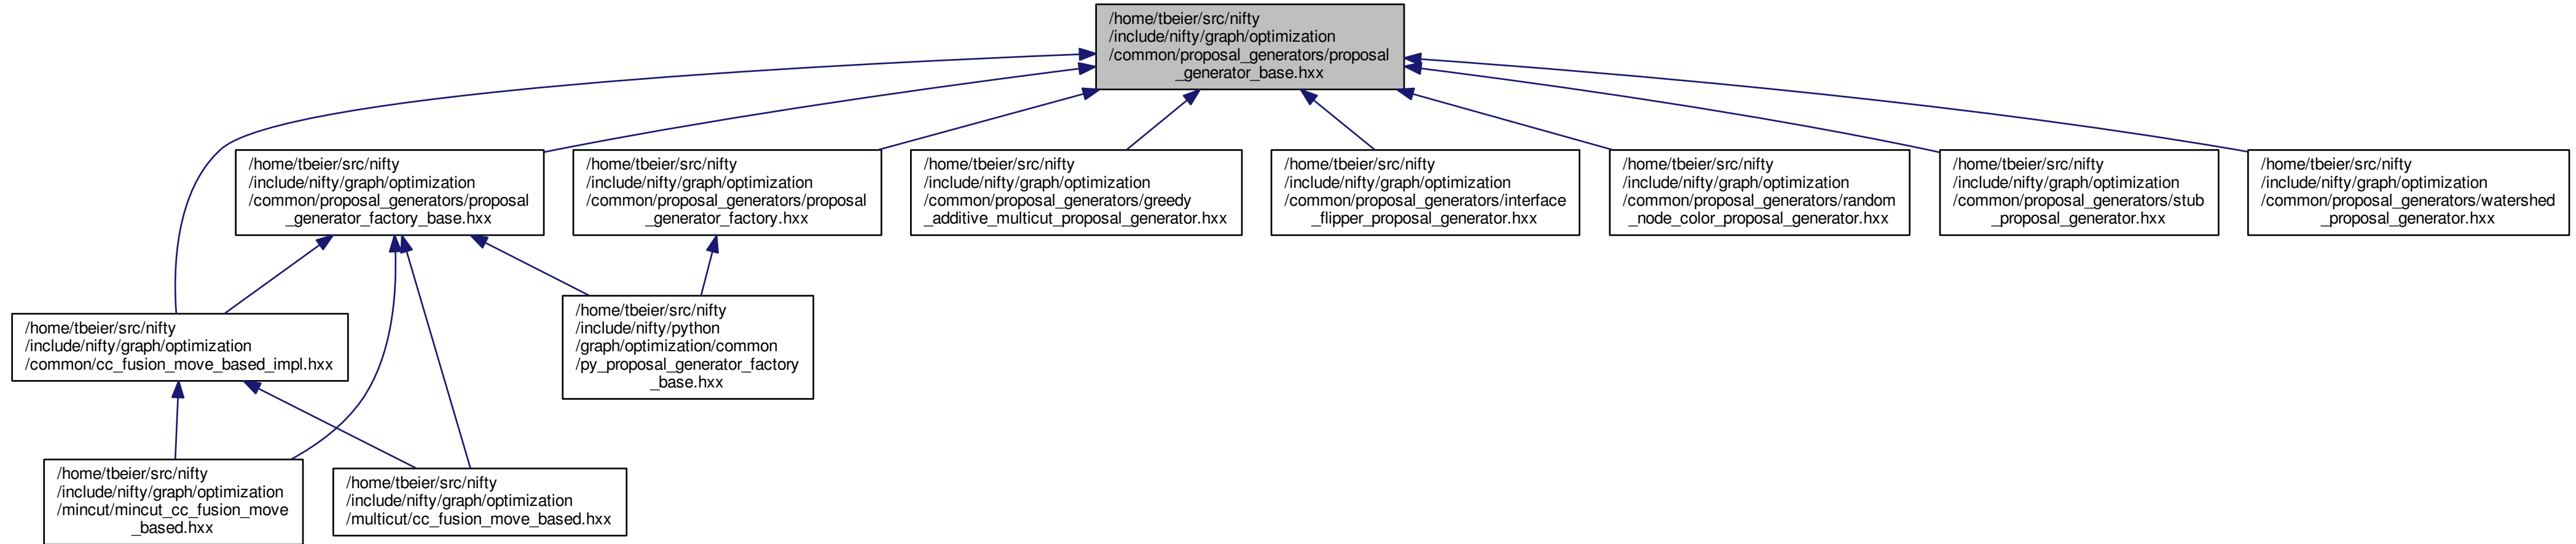 /home/tbeier/src/nifty
/include/nifty/graph/optimization
/common/proposal_generators/proposal
_generator_base.hxx
/home/tbeier/src/nifty
/include/nifty/graph/optimization
/common/proposal_generators/proposal
_generator_factory_base.hxx
/home/tbeier/src/nifty
/include/nifty/graph/optimization
/common/proposal_generators/proposal
_generator_factory.hxx
/home/tbeier/src/nifty
/include/nifty/graph/optimization
/common/proposal_generators/greedy
_additive_multicut_proposal_generator.hxx
/home/tbeier/src/nifty
/include/nifty/graph/optimization
/common/proposal_generators/interface
_flipper_proposal_generator.hxx
/home/tbeier/src/nifty
/include/nifty/graph/optimization
/common/proposal_generators/random
_node_color_proposal_generator.hxx
/home/tbeier/src/nifty
/include/nifty/graph/optimization
/common/proposal_generators/stub
_proposal_generator.hxx
/home/tbeier/src/nifty
/include/nifty/graph/optimization
/common/proposal_generators/watershed
_proposal_generator.hxx
/home/tbeier/src/nifty
/include/nifty/graph/optimization
/common/cc_fusion_move_based_impl.hxx
/home/tbeier/src/nifty
/include/nifty/python
/graph/optimization/common
/py_proposal_generator_factory
_base.hxx
/home/tbeier/src/nifty
/include/nifty/graph/optimization
/mincut/mincut_cc_fusion_move
_based.hxx
/home/tbeier/src/nifty
/include/nifty/graph/optimization
/multicut/cc_fusion_move_based.hxx